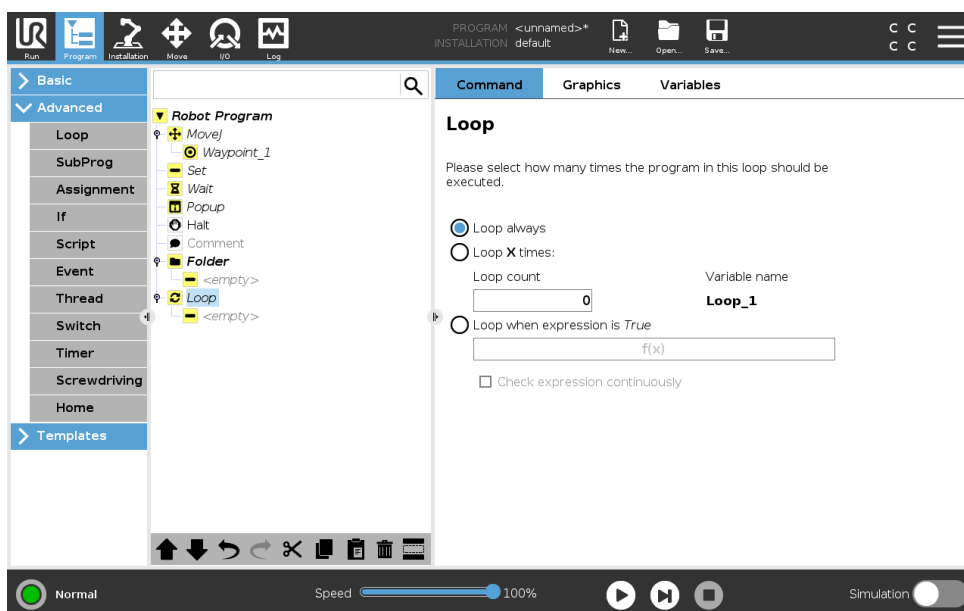 UR
PROGRAM <unnamed>*
INSTALLATION default
C C
C C
Run Program Installation Move I/O Log New... Open... Save...
Basic
Advanced
Loop
SubProg
Assignment
If
Script
Event
Thread
Switch
Timer
Screwdriving
Home
Templates
Robot Program
MoveJ
Waypoint_1
Set
Wait
Popup
Halt
Comment
Folder
<empty>
Loop
<empty>
Command Graphics Variables
Loop
Please select how many times the program in this loop should be
executed.
Loop always
Loop X times:
Loop count Variable name
0 Loop_1
Loop when expression is True
f(x)
Check expression continuously
Normal Speed 100% Simulation